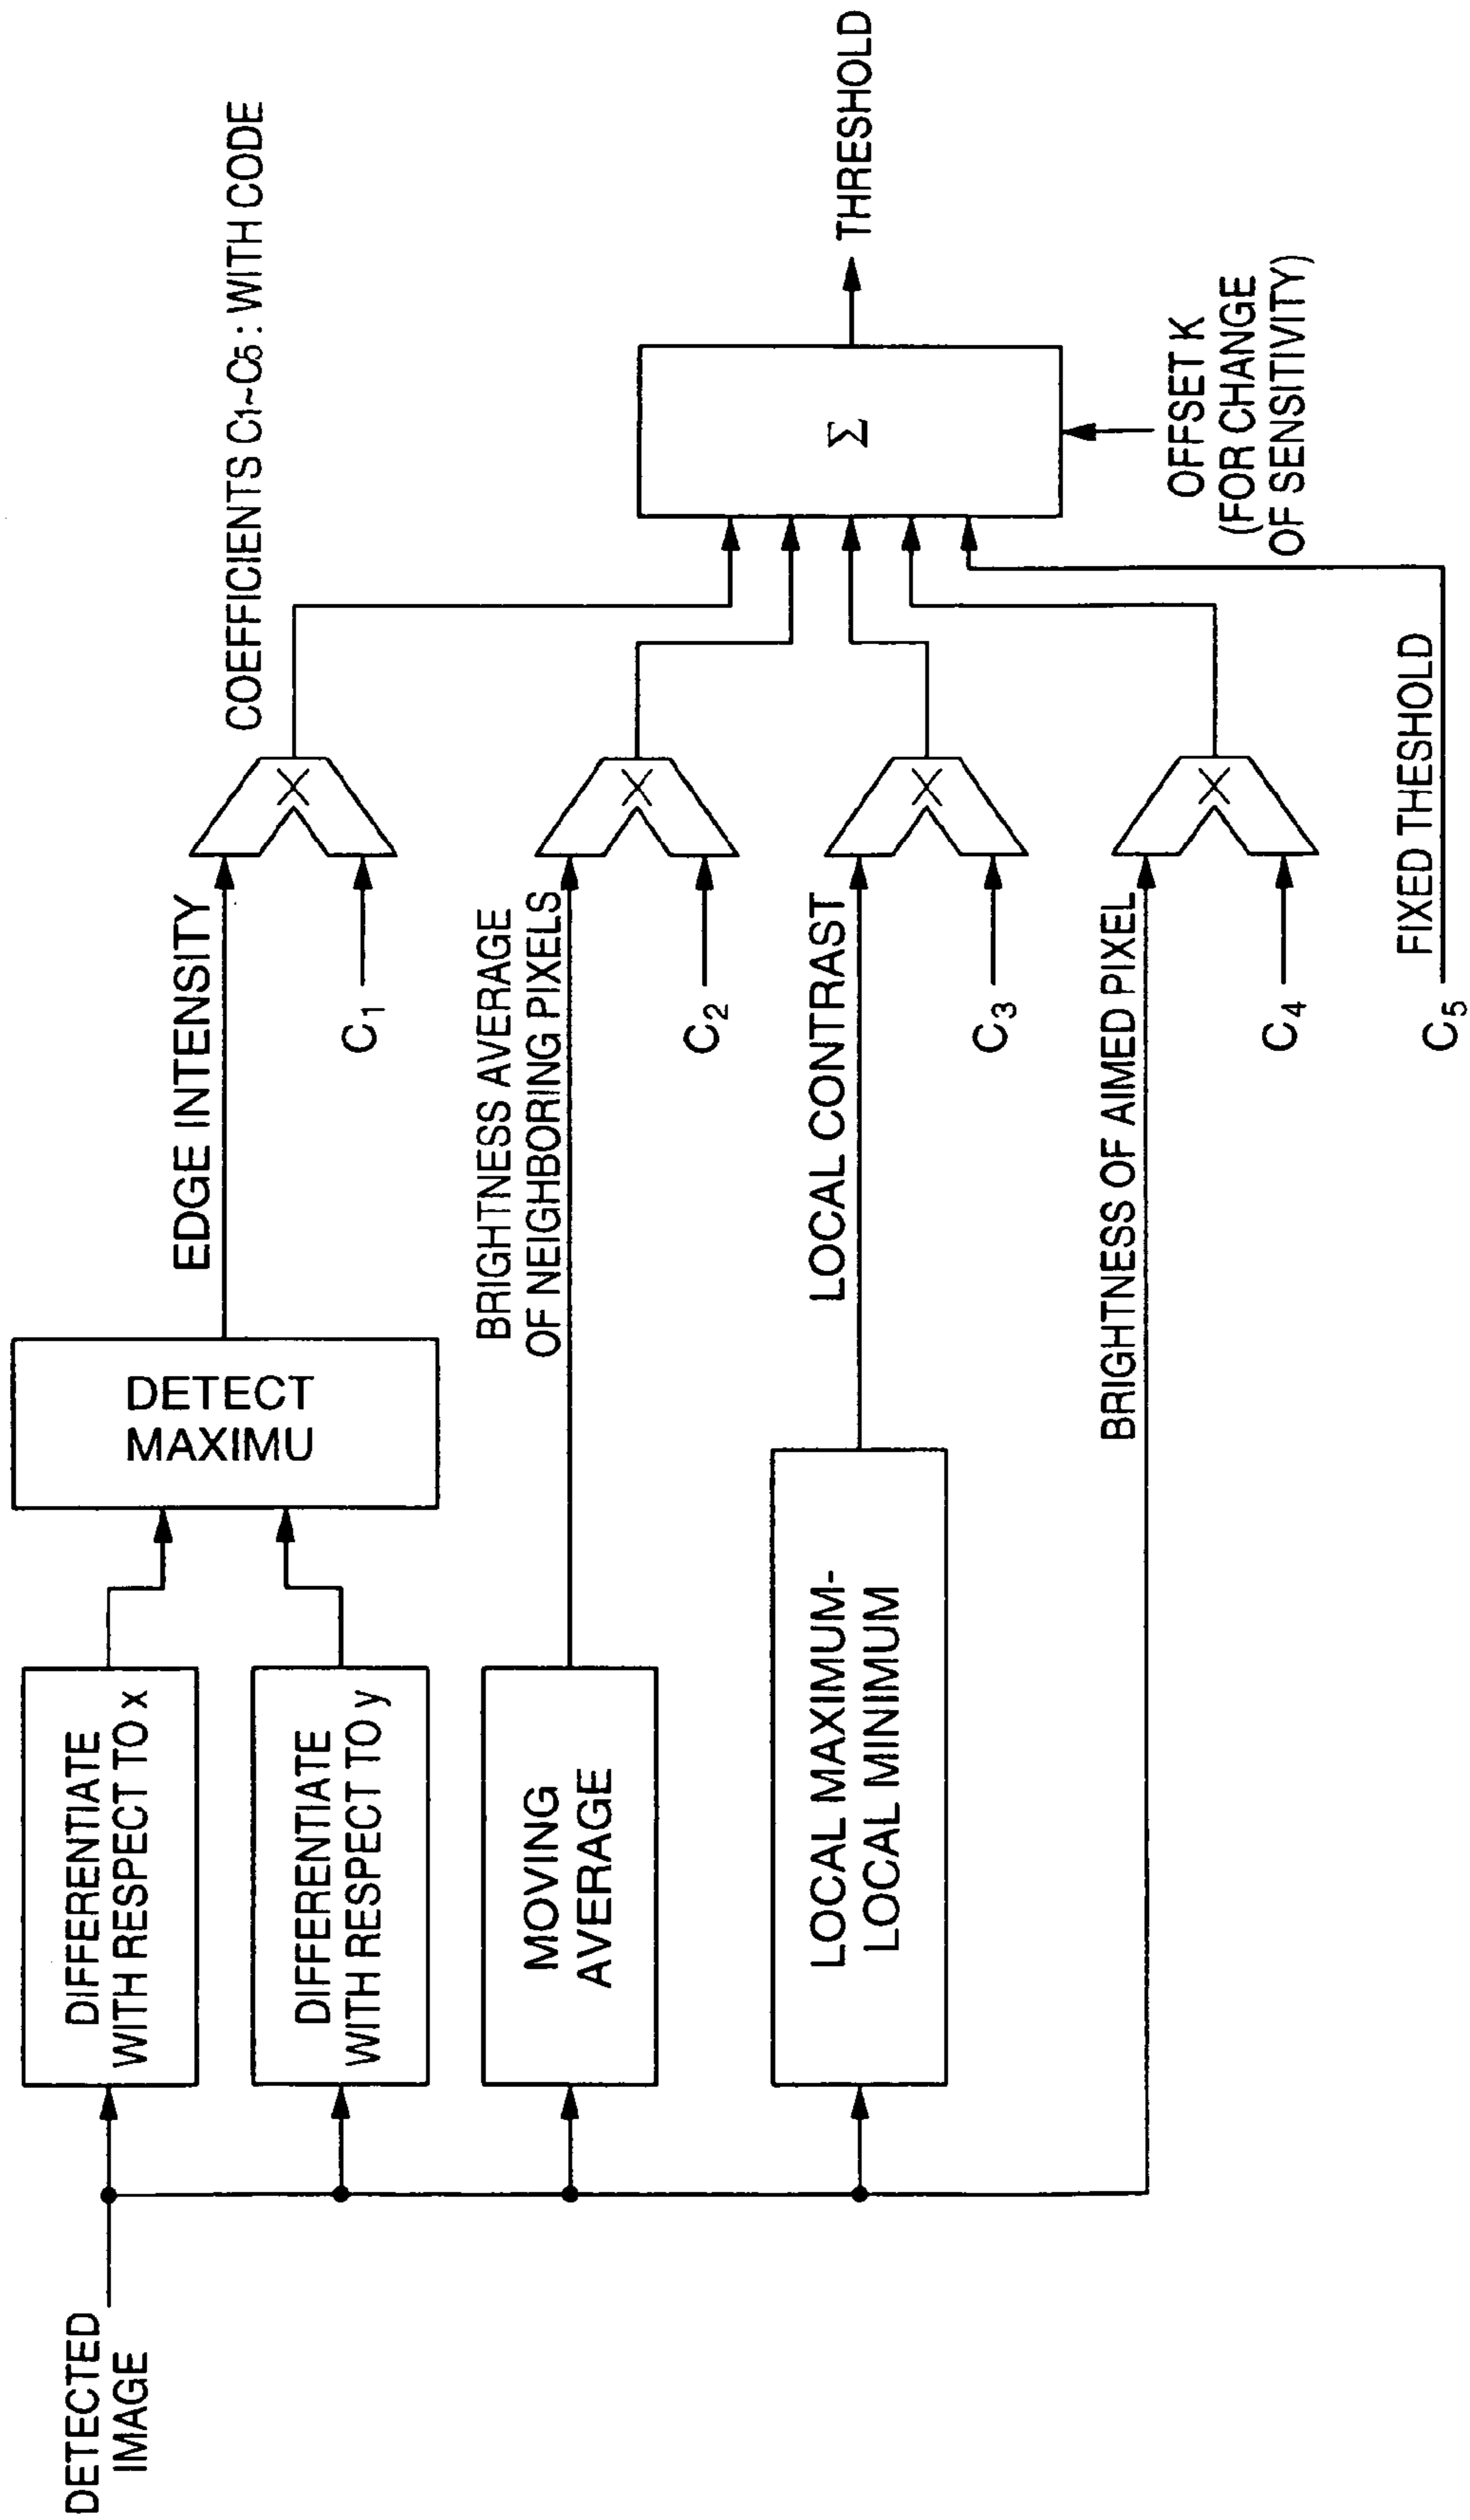 DETECTED
IMAGE
DIFFERENTIATE
WITH RESPECT TO x
DIFFERENTIATE
WITH RESPECT TO y
MOVING
AVERAGE
LOCAL MAXIMUM-
LOCAL MINIMUM
DETECT
MAXIMU
EDGE INTENSITY
BRIGHTNESS AVERAGE
OF NEIGHBORING PIXELS
LOCAL CONTRAST
BRIGHTNESS OF AIMED PIXEL
C1
C2
C3
C4
C5
FIXED THESHOLD
X
X
X
X
COEFFICIENTS C1~C5: WITH CODE
Σ
OFFSET K
(FOR CHANGE
OF SENSITIVITY)
THRESHOLD